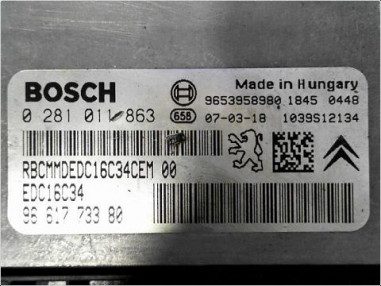 BOSCH
Made in Hungary
9653958980 1845 0448
0 281 011 863
658
07-03-18 1039S12134
RBCMMDEDC16C34CEM 00
EDC16C34
96 617 733 80